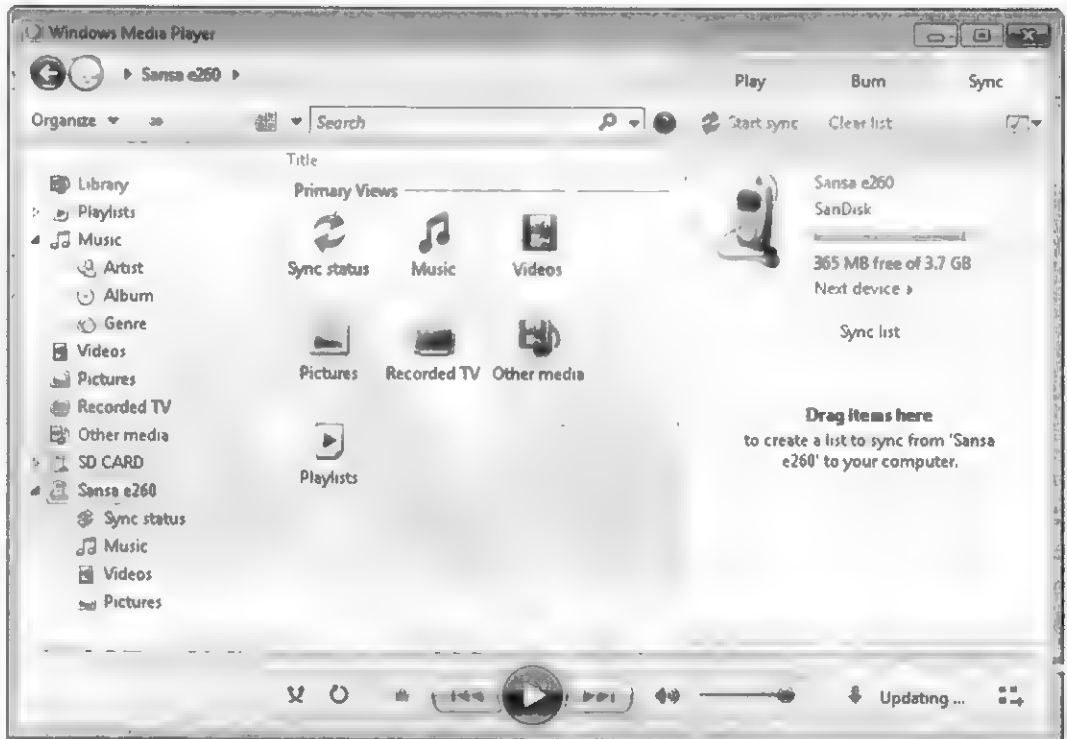 Windows Media Player
Sansa e260
Play Burn Sync
Organize Search Start sync Clear list
Title
Library
Playlists
Music
Artist
Album
Genre
Videos
Pictures
Recorded TV
Other media
SD CARD
Sansa e260
Sync status
Music
Videos
Pictures
Primary Views
Sync status Music Videos
Pictures Recorded TV Other media
Playlists
Sansa e260
SanDisk
365 MB free of 3.7 GB
Next device
Sync list
Drag items here
to create a list to sync from 'Sansa
e260' to your computer.
Updating ...